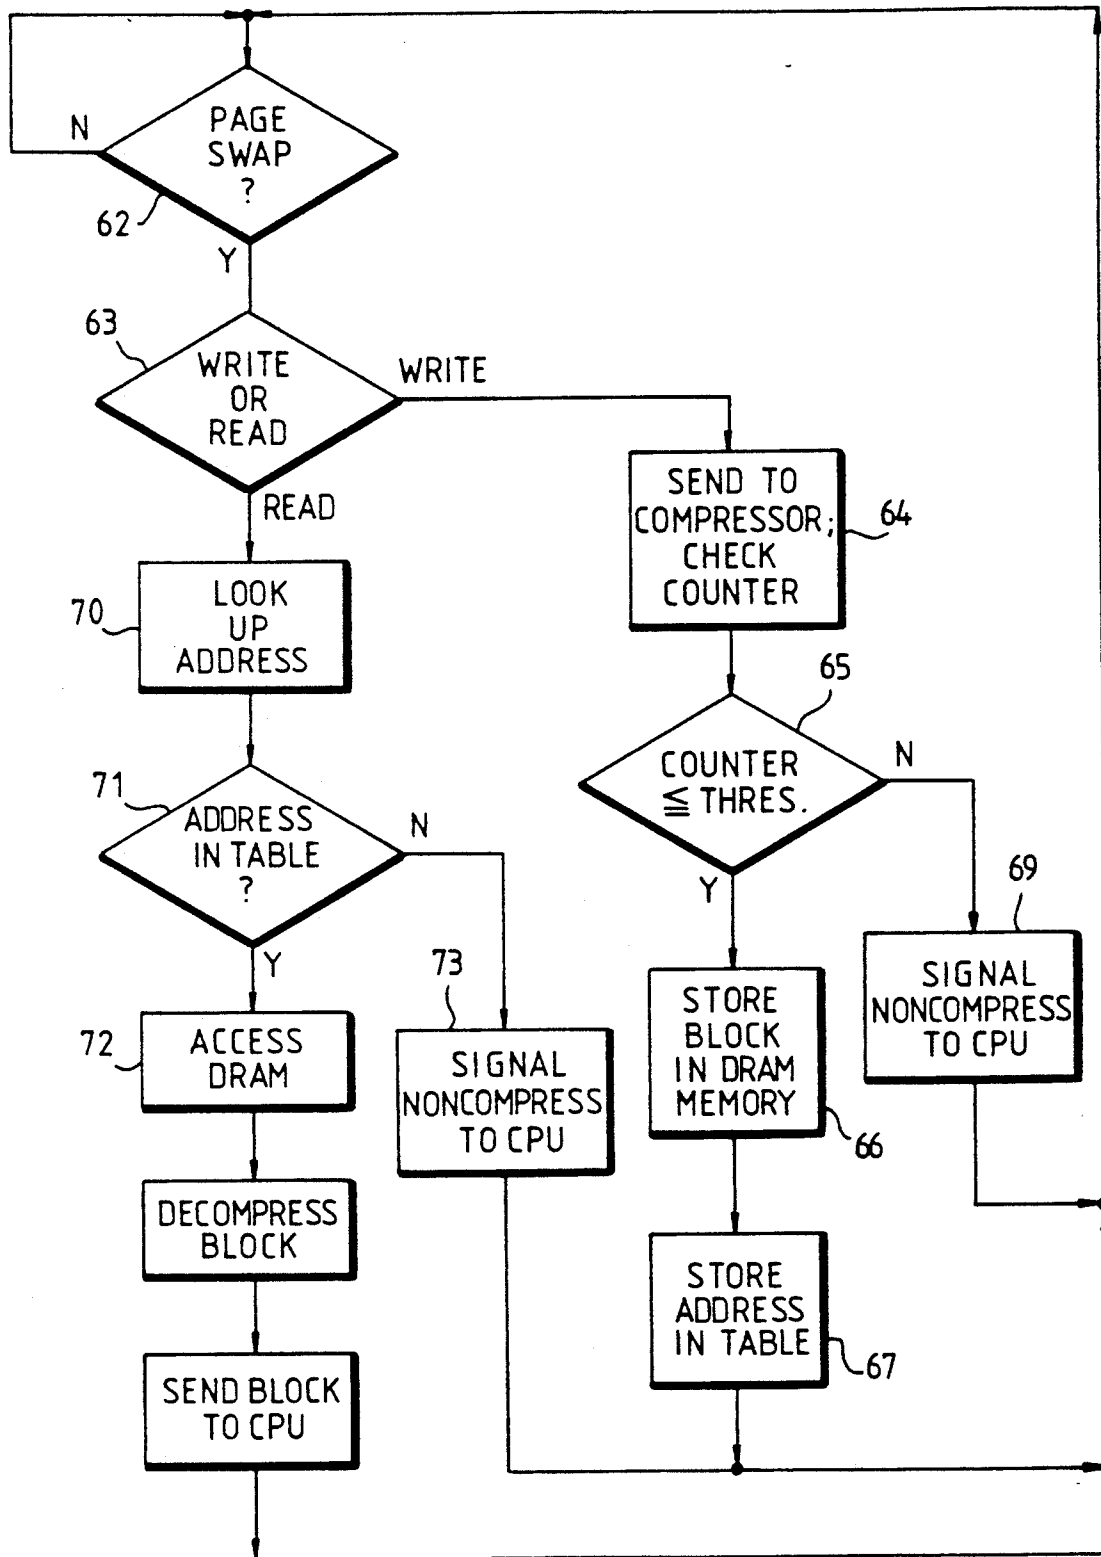 PAGE
SWAP
?
N
62
Y
63
WRITE
OR
READ
WRITE
READ
SEND TO
COMPRESSOR;
CHECK
COUNTER
64
70
LOOK
UP
ADDRESS
65
COUNTER
≦ THRES.
N
Y
71
ADDRESS
IN TABLE
?
N
Y
69
SIGNAL
NONCOMPRESS
TO CPU
72
ACCESS
DRAM
73
SIGNAL
NONCOMPRESS
TO CPU
STORE
BLOCK
IN DRAM
MEMORY
66
DECOMPRESS
BLOCK
STORE
ADDRESS
IN TABLE
67
SEND BLOCK
TO CPU